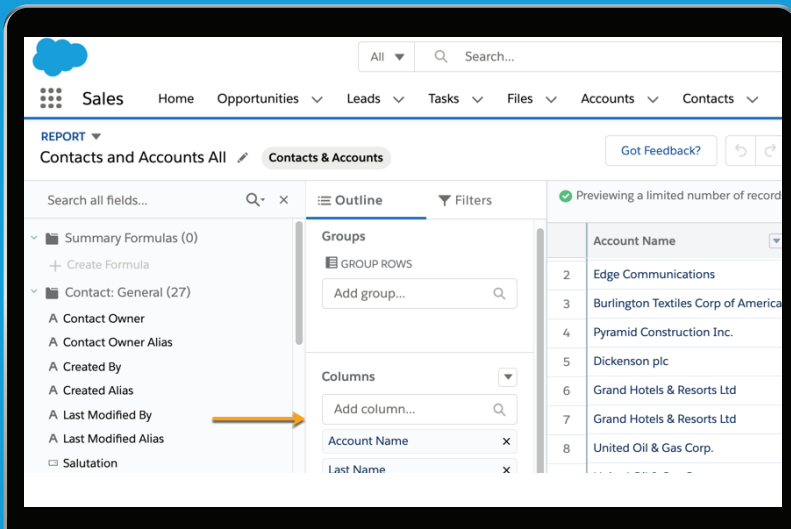 All
Search...
Sales
Home
Opportunities
Leads
Tasks
Files
Accounts
Contacts
REPORT
Contacts and Accounts All
Contacts & Accounts
Got Feedback?
Search all fields...
Summary Formulas (0)
+ Create Formula
Contact: General (27)
A Contact Owner
A Contact Owner Alias
A Created By
A Created Alias
A Last Modified By
A Last Modified Alias
Salutation
Outline
Filters
Groups
GROUP ROWS
Add group...
Columns
Add column...
Account Name
Last Name
Previewing a limited number of record
Account Name
2 Edge Communications
3 Burlington Textiles Corp of America
4 Pyramid Construction Inc.
5 Dickenson plc
6 Grand Hotels & Resorts Ltd
7 Grand Hotels & Resorts Ltd
8 United Oil & Gas Corp.